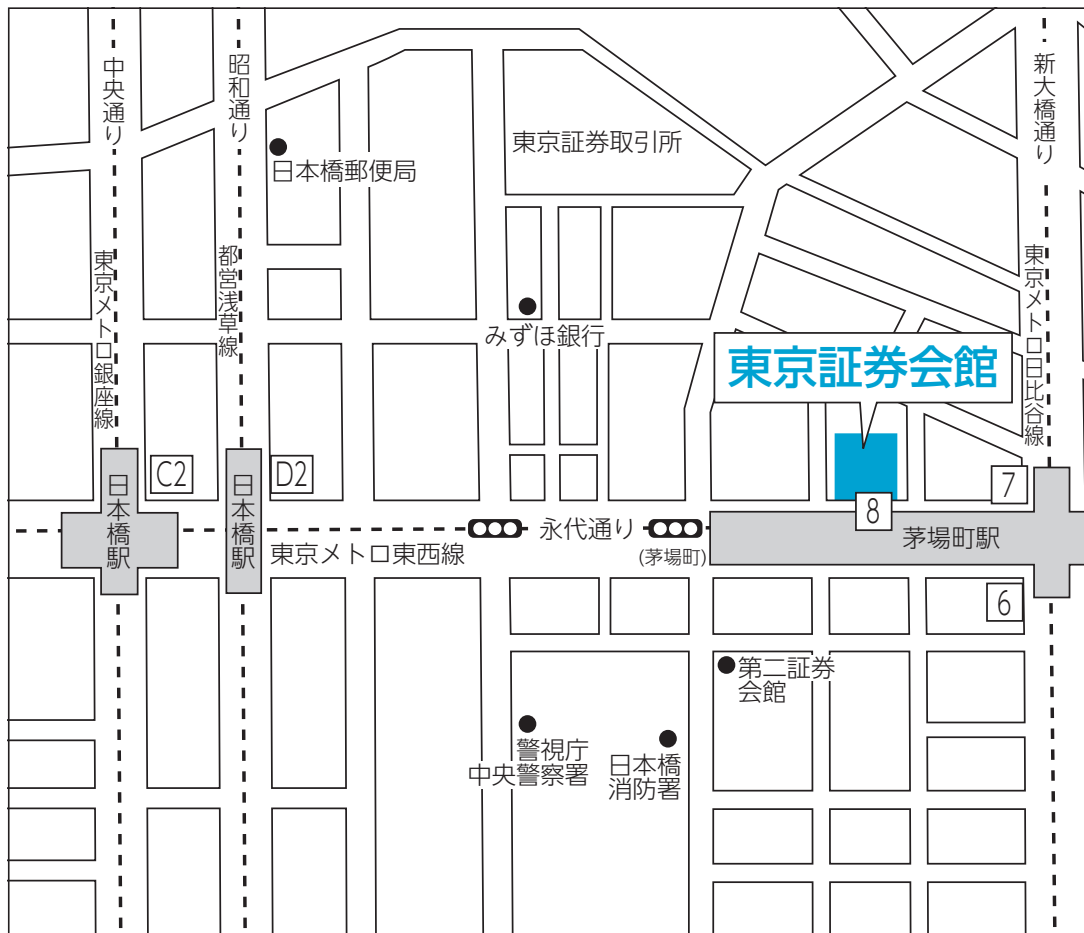 中央通り
昭和通り
新大橋通り
東京証券取引所
日本橋郵便局
東京メトロ銀座線
都営浅草線
東京メトロ日比谷線
みずほ銀行
東京証券会館
C2
D2
7
8
日本橋駅
日本橋駅
永代通り
茅場町駅
東京メトロ東西線
(茅場町)
6
第二証券
会館
警視庁
中央警察署
日本橋
消防署